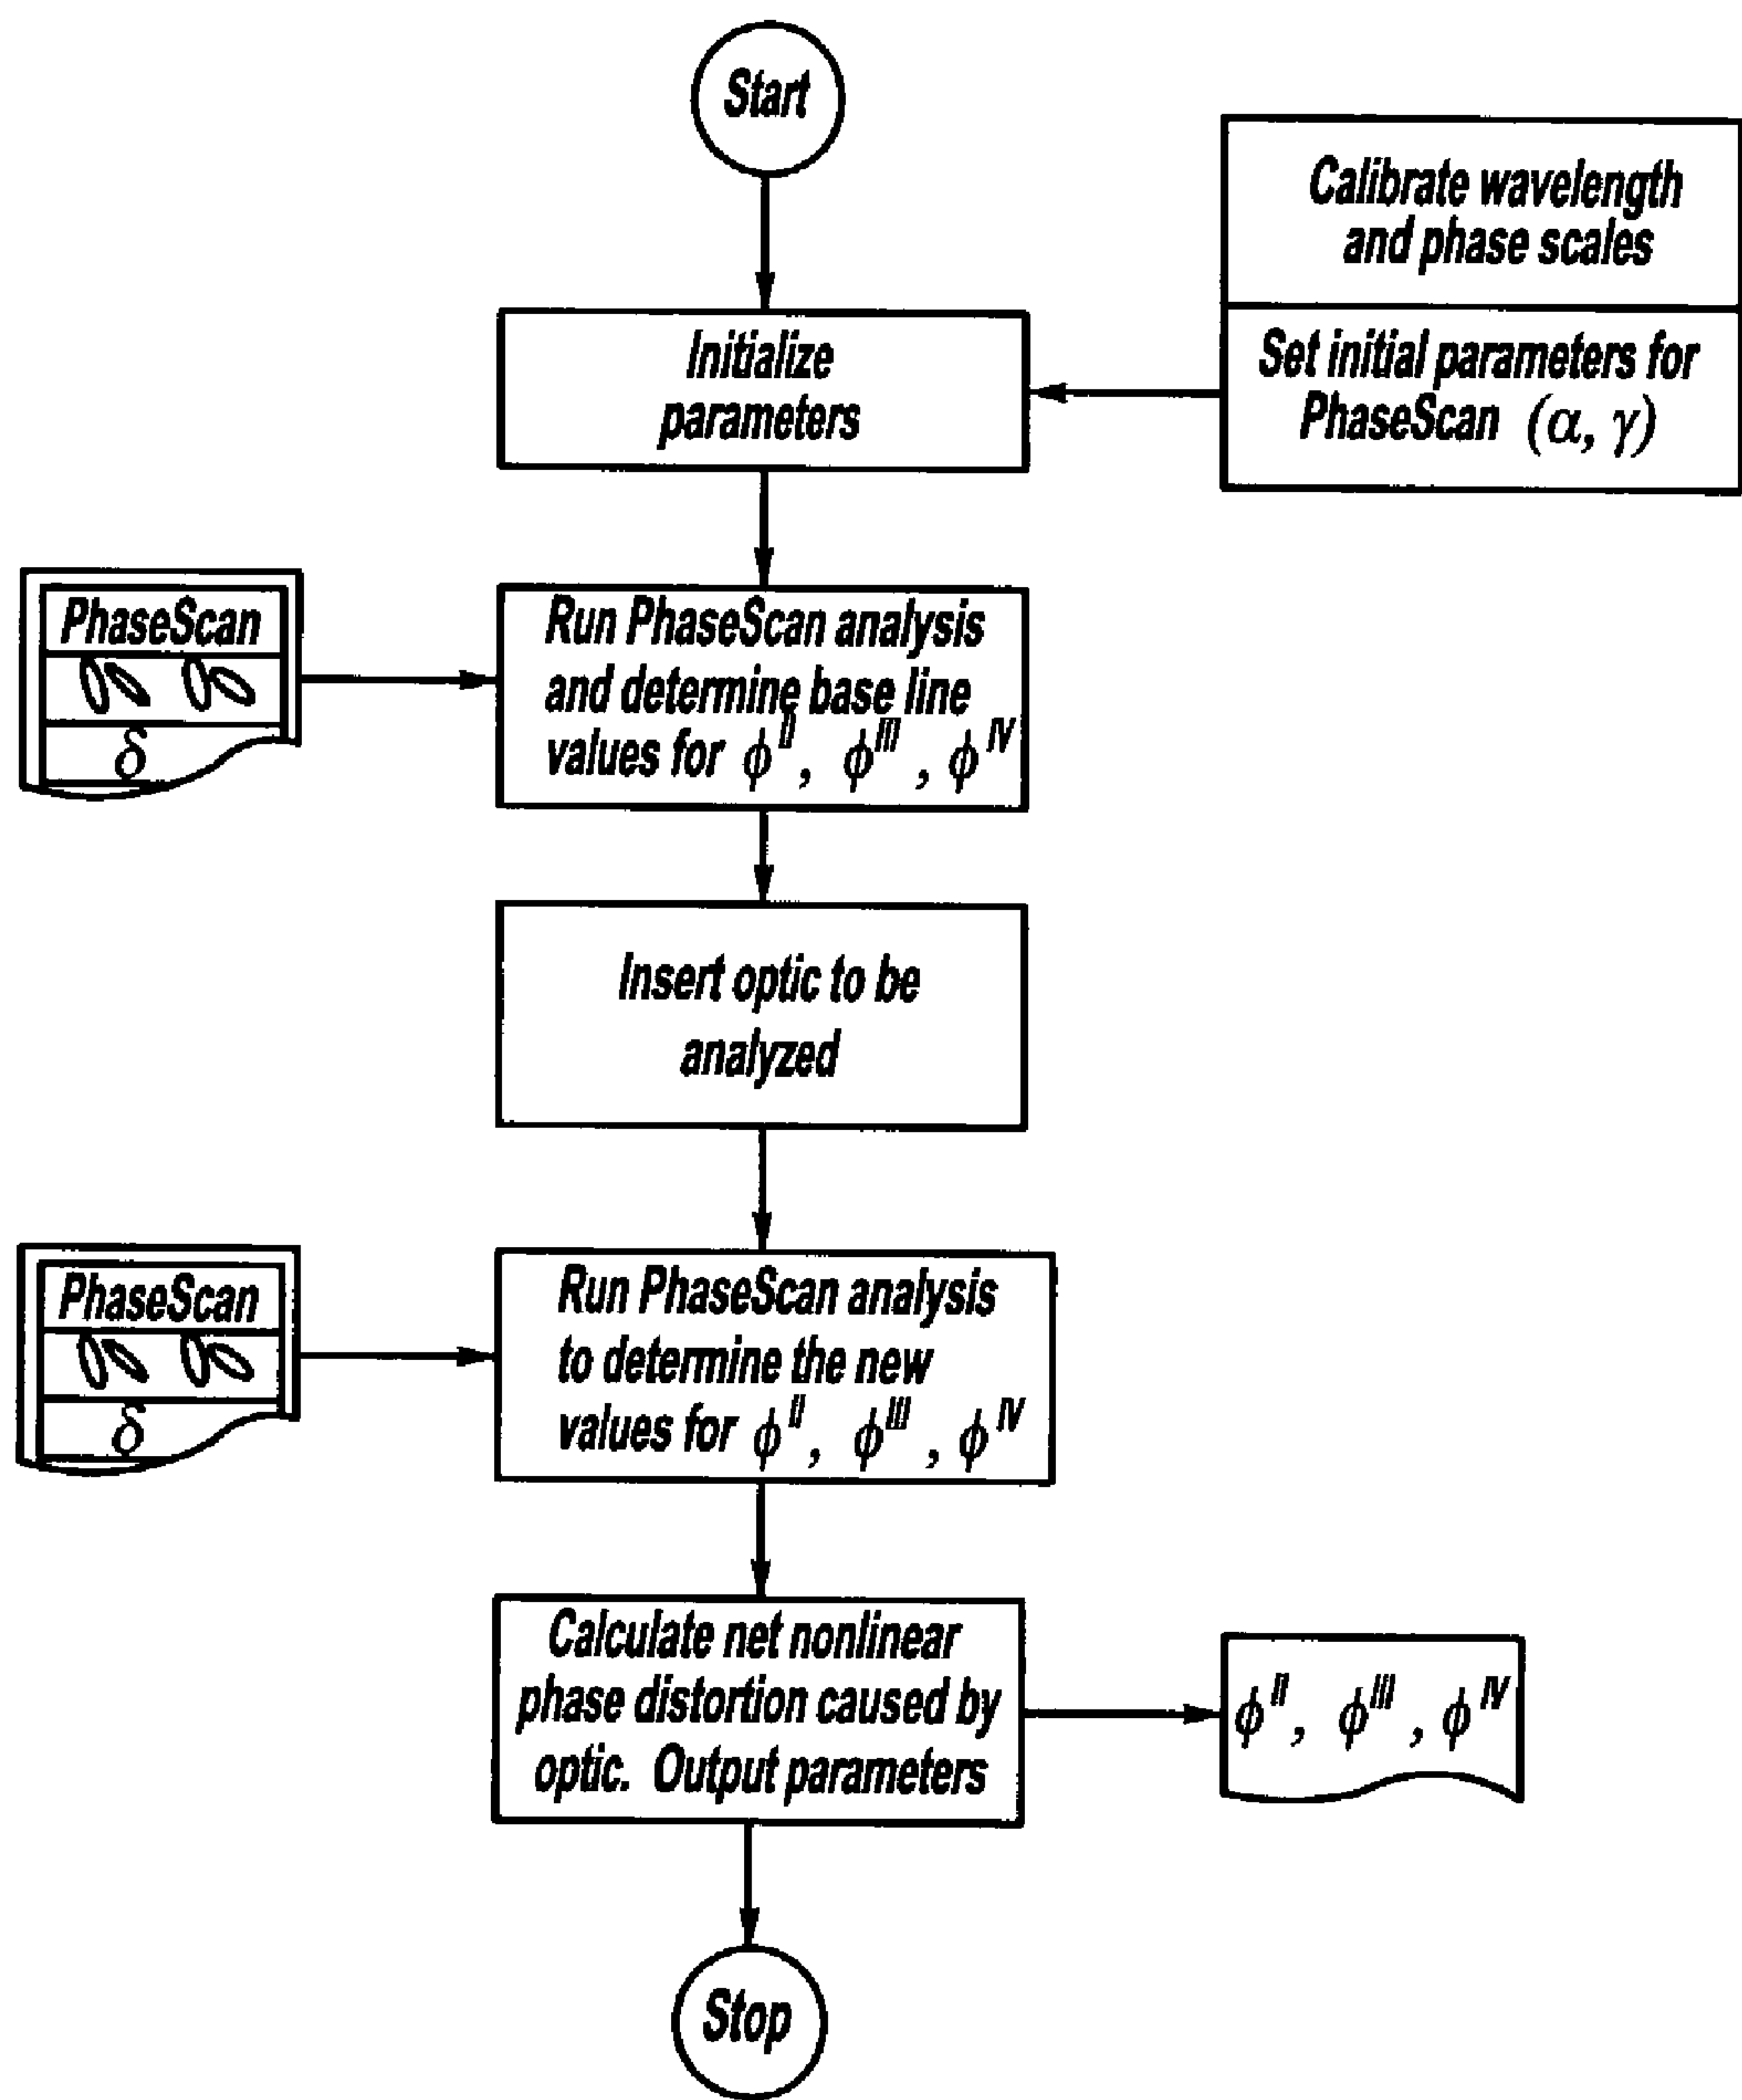 Start
Calibrate wavelength
and phase scales
Initialize
parameters
Set initial parameters for
PhaseScan (α, γ)
PhaseScan
δ
Run PhaseScan analysis
and determine base line
values for ϕ^II, ϕ^III, ϕ^IV
Insert optic to be
analyzed
PhaseScan
δ
Run PhaseScan analysis
to determine the new
values for ϕ^II, ϕ^III, ϕ^IV
Calculate net nonlinear
phase distortion caused by
optic. Output parameters
ϕ^II, ϕ^III, ϕ^IV
Stop